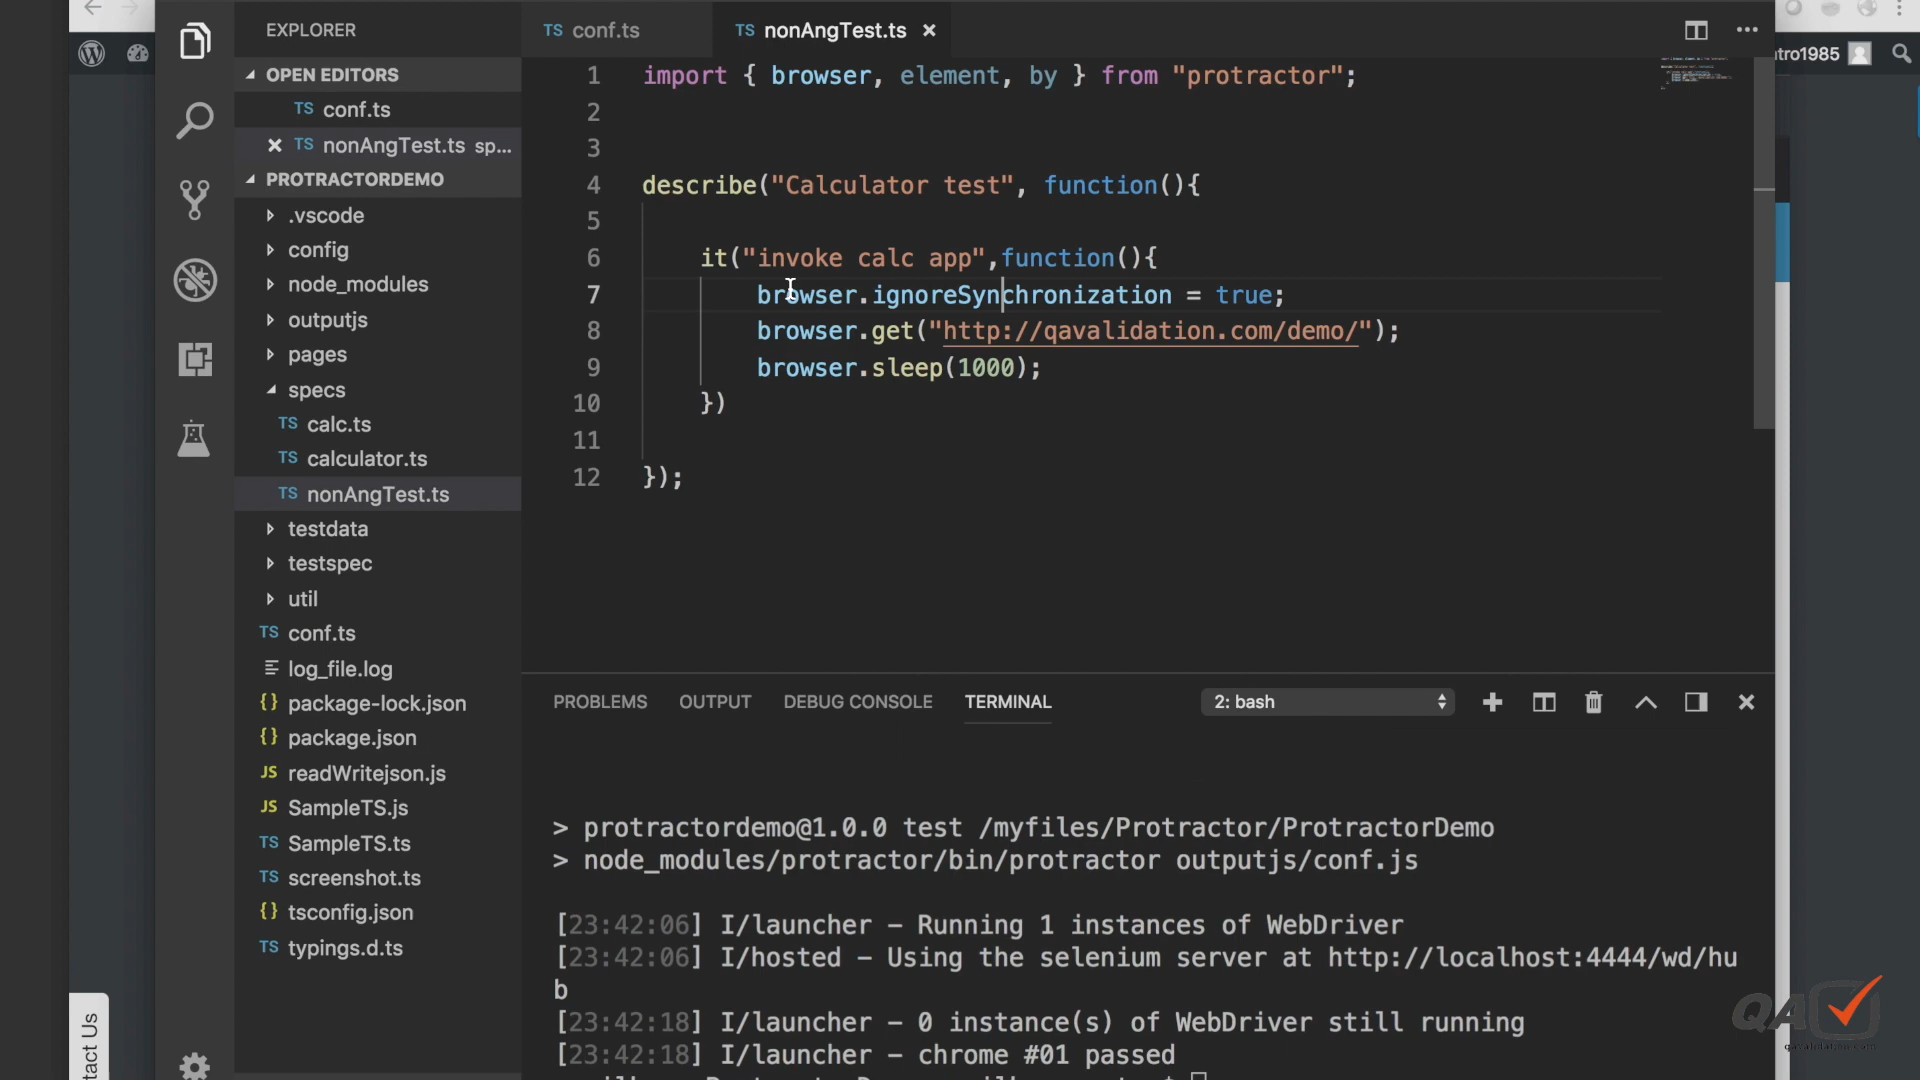 EXPLORER
OPEN EDITORS
TS conf.ts
TS nonAngTest.ts sp...
PROTRACTORDEMO
.vscode
config
node_modules
outputjs
pages
specs
TS calc.ts
TS calculator.ts
TS nonAngTest.ts
testdata
testspec
util
TS conf.ts
log_file.log
{} package-lock.json
{} package.json
JS readWritejson.js
JS SampleTS.js
TS SampleTS.ts
TS screenshot.ts
{} tsconfig.json
TS typings.d.ts
TS conf.ts
TS nonAngTest.ts
1 import { browser, element, by } from "protractor";
2
3
4 describe("Calculator test", function(){
5
6 it("invoke calc app",function(){
7 browser.ignoreSynchronization = true;
8 browser.get("http://qavalidation.com/demo/");
9 browser.sleep(1000);
10 })
11
12 });
PROBLEMS OUTPUT DEBUG CONSOLE TERMINAL 2: bash
> protractordemo@1.0.0 test /myfiles/Protractor/ProtractorDemo
> node_modules/protractor/bin/protractor outputjs/conf.js
[23:42:06] I/launcher – Running 1 instances of WebDriver
[23:42:06] I/hosted – Using the selenium server at http://localhost:4444/wd/hu
b
[23:42:18] I/launcher – 0 instance(s) of WebDriver still running
[23:42:18] I/launcher – chrome #01 passed
tro1985
tact Us
QA
qavalidation.com